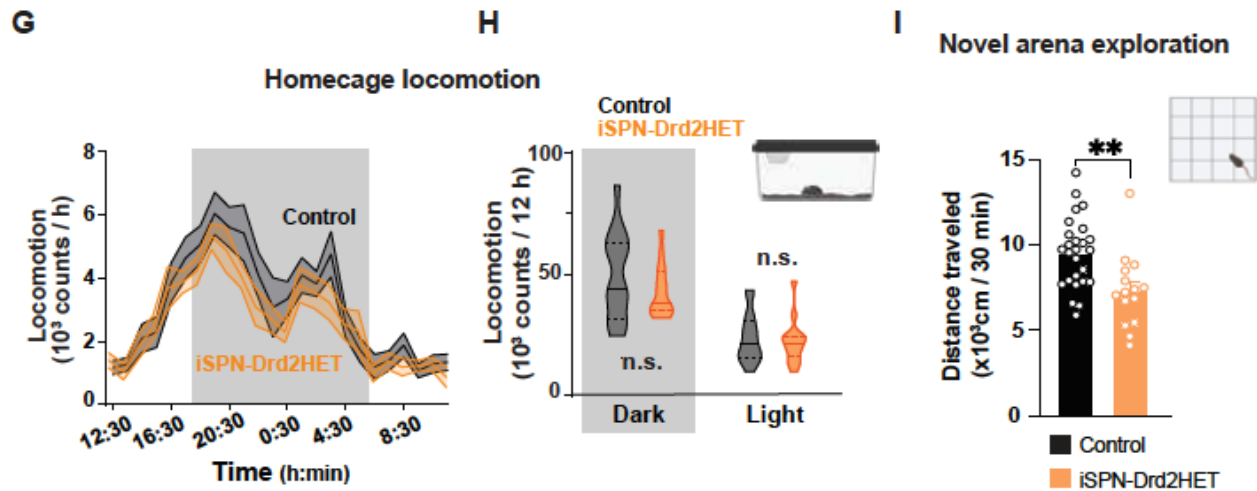 G
Homecage locomotion
Locomotion
(10³ counts / h)
8
6
4
2
0
Control
iSPN-Drd2HET
12:30
16:30
20:30
0:30
4:30
8:30
Time (h:min)
H
Control
iSPN-Drd2HET
Locomotion
(10³ counts / 12 h)
100
50
0
n.s.
n.s.
Dark
Light
I
Novel arena exploration
Distance traveled
(x10³cm / 30 min)
15
10
5
0
**
Control
iSPN-Drd2HET